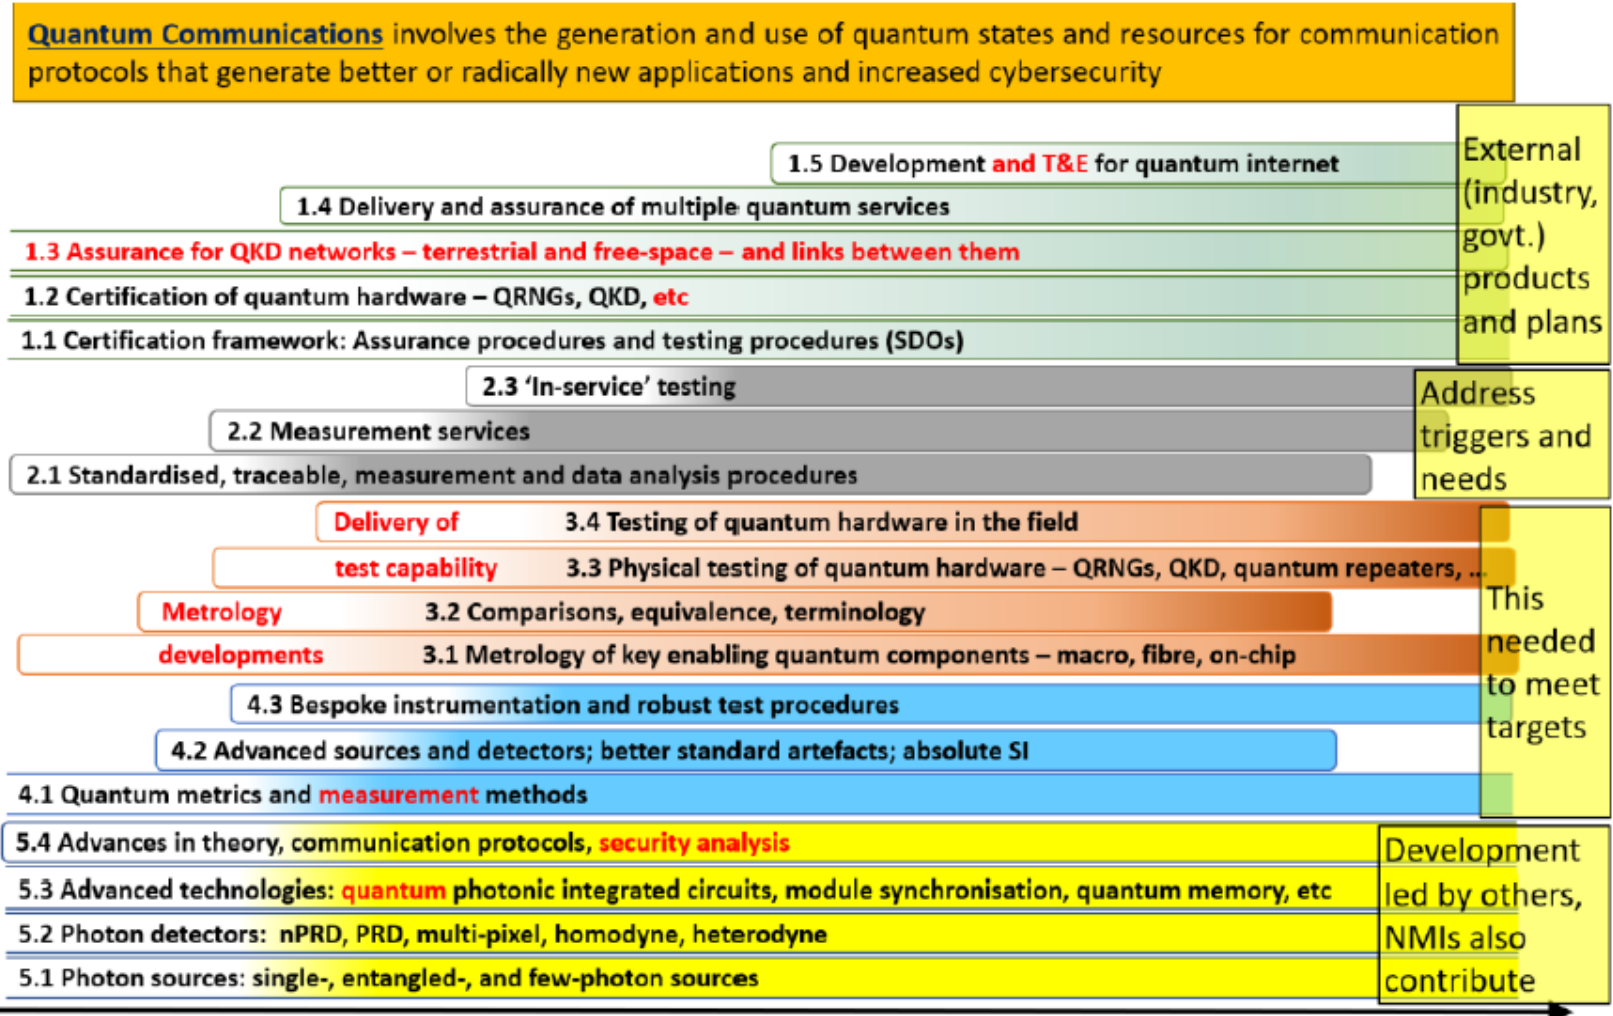 Quantum Communications involves the generation and use of quantum states and resources for communication
protocols that generate better or radically new applications and increased cybersecurity
1.5 Development and T&E for quantum internet
1.4 Delivery and assurance of multiple quantum services
1.3 Assurance for QKD networks – terrestrial and free-space – and links between them
1.2 Certification of quantum hardware – QRNGs, QKD, etc
1.1 Certification framework: Assurance procedures and testing procedures (SDOs)
External
(industry,
govt.)
products
and plans
2.3 ‘In-service’ testing
2.2 Measurement services
2.1 Standardised, traceable, measurement and data analysis procedures
Address
triggers and
needs
Delivery of 3.4 Testing of quantum hardware in the field
test capability 3.3 Physical testing of quantum hardware – QRNGs, QKD, quantum repeaters, ...
Metrology 3.2 Comparisons, equivalence, terminology
developments 3.1 Metrology of key enabling quantum components – macro, fibre, on-chip
4.3 Bespoke instrumentation and robust test procedures
4.2 Advanced sources and detectors; better standard artefacts; absolute SI
4.1 Quantum metrics and measurement methods
This
needed
to meet
targets
5.4 Advances in theory, communication protocols, security analysis
5.3 Advanced technologies: quantum photonic integrated circuits, module synchronisation, quantum memory, etc
5.2 Photon detectors: nPRD, PRD, multi-pixel, homodyne, heterodyne
5.1 Photon sources: single-, entangled-, and few-photon sources
Development
led by others,
NMIs also
contribute